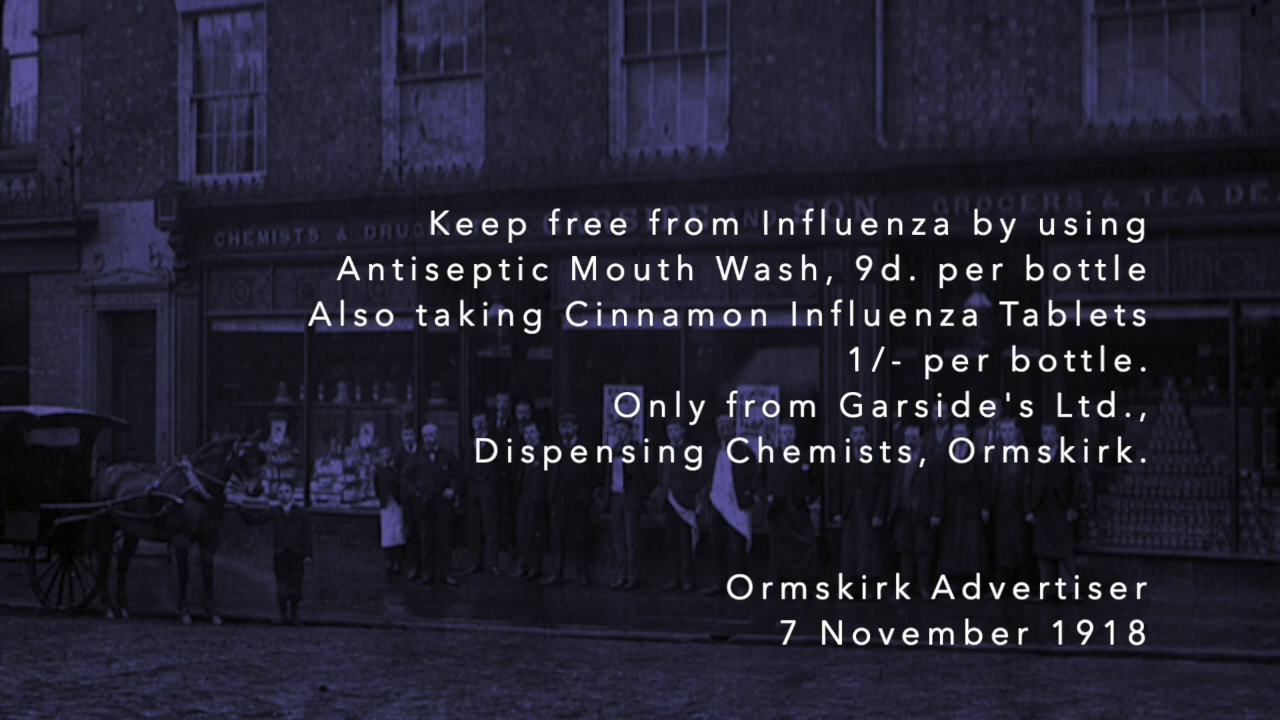 CHEMISTS & DRUG
SON
GROCERS & TEA DE
Keep free from Influenza by using
Antiseptic Mouth Wash, 9d. per bottle
Also taking Cinnamon Influenza Tablets
1/- per bottle.
Only from Garside's Ltd.,
Dispensing Chemists, Ormskirk.
Ormskirk Advertiser
7 November 1918